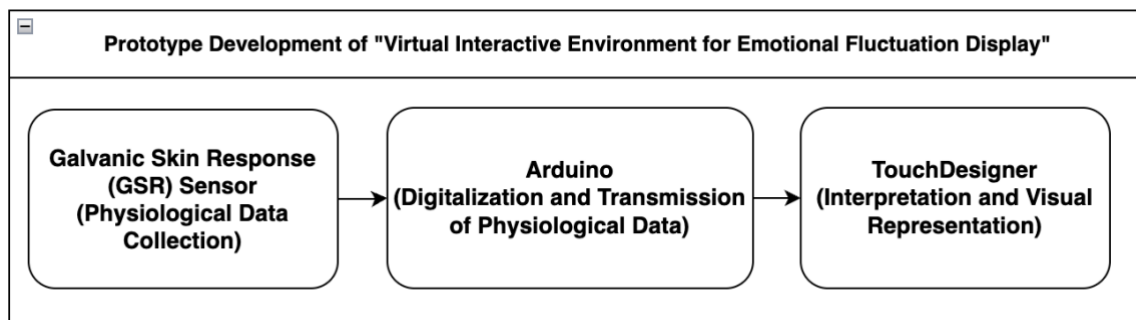 Prototype Development of "Virtual Interactive Environment for Emotional Fluctuation Display"
Galvanic Skin Response
(GSR) Sensor
(Physiological Data
Collection)
Arduino
(Digitalization and Transmission
of Physiological Data)
TouchDesigner
(Interpretation and Visual
Representation)